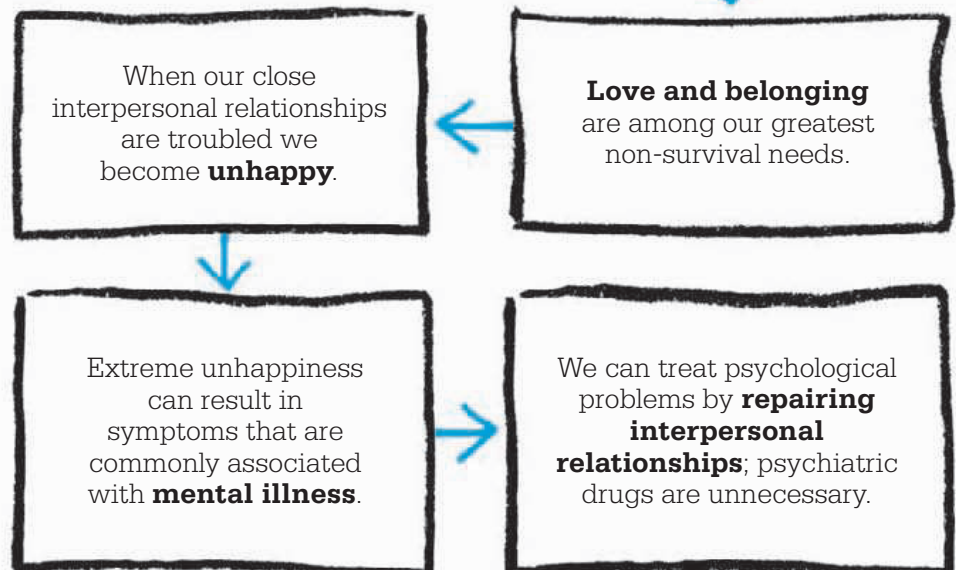 Love and belonging
are among our greatest
non-survival needs.
When our close
interpersonal relationships
are troubled we
become unhappy.
Extreme unhappiness
can result in
symptoms that are
commonly associated
with mental illness.
We can treat psychological
problems by repairing
interpersonal
relationships; psychiatric
drugs are unnecessary.